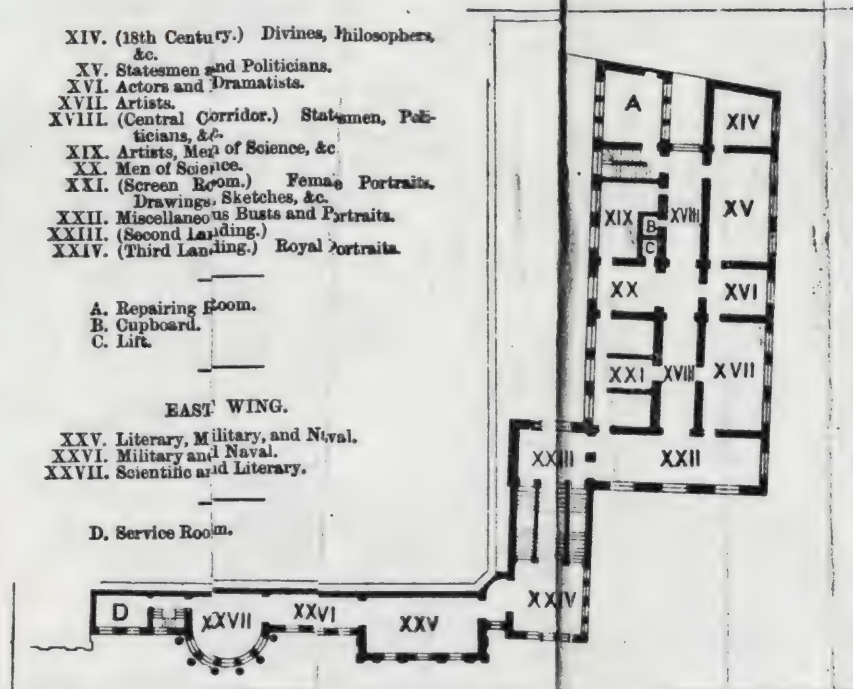 XIV. (18th Century.) Divines, Philosophers,
&c.
XV. Statesmen and Politicians.
XVI. Actors and Dramatists.
XVII. Artists.
XVIII. (Central Corridor.) Statesmen, Poli-
ticians, &c.
XIX. Artists, Men of Science, &c
XX. Men of Science.
XXI. (Screen Room.) Female Portraits,
Drawings, Sketches, &c.
XXII. Miscellaneous Busts and Portraits.
XXIII. (Second Landing.)
XXIV. (Third Landing.) Royal Portraits.
A. Repairing Room.
B. Cupboard.
C. Lift.
EAST WING.
XXV. Literary, Military, and Naval.
XXVI. Military and Naval.
XXVII. Scientific and Literary.
D. Service Room.
A
XIV
XIX
B
C
XVIII
XV
XX
XVI
XXI
XVIII
XVII
XXIII
XXII
D
XXVII
XXVI
XXV
XXIV